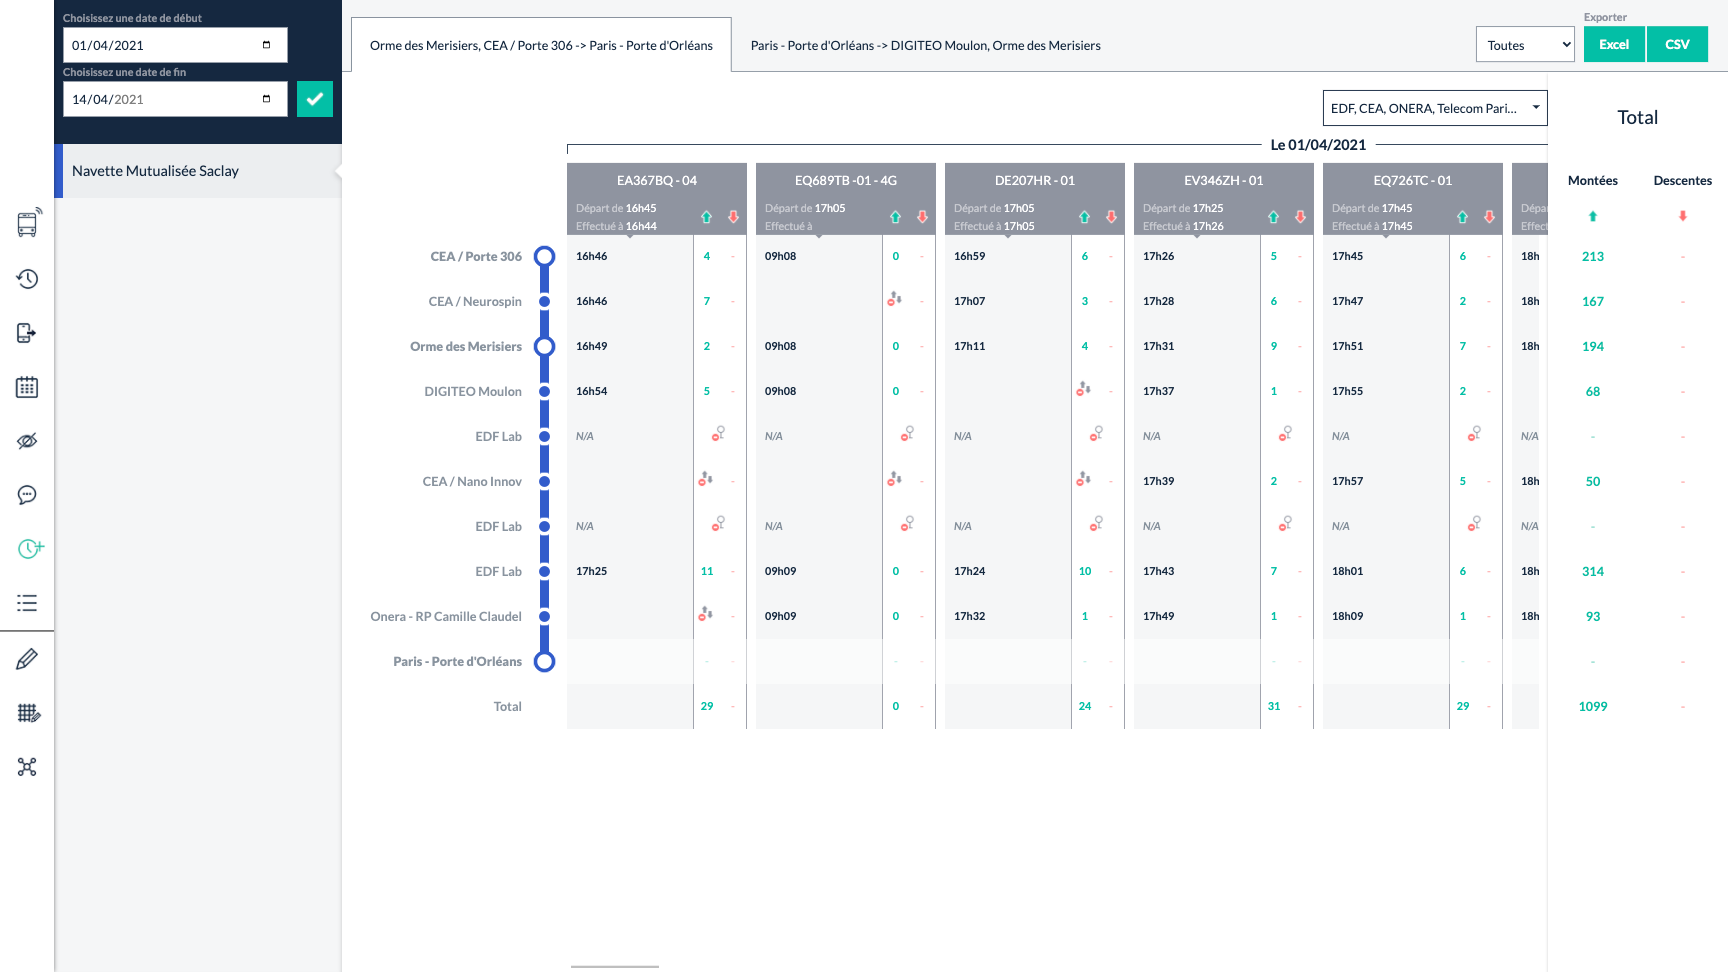 Choisissez une date de début
01/04/2021
Choisissez une date de fin
14/04/2021
Navette Mutualisée Saclay
Orme des Merisiers, CEA / Porte 306 -> Paris - Porte d'Orléans
Paris - Porte d'Orléans -> DIGITEO Moulon, Orme des Merisiers
Toutes
Exporter
Excel
CSV
EDF, CEA, ONERA, Telecom Pari...
Total
Le 01/04/2021
EA367BQ - 04
EQ689TB -01 - 4G
DE207HR - 01
EV346ZH - 01
EQ726TC - 01
Montées
Descentes
Départ de 16h45
Départ de 17h05
Départ de 17h05
Départ de 17h25
Départ de 17h45
Dépa
Effectué à 16h44
Effectué à
Effectué à 17h05
Effectué à 17h26
Effectué à 17h45
Effect
CEA / Porte 306 16h46 4 - 09h08 0 - 16h59 6 - 17h26 5 - 17h45 6 - 18h 213 -
CEA / Neurospin 16h46 7 - - 17h07 3 - 17h28 6 - 17h47 2 - 18h 167 -
Orme des Merisiers 16h49 2 - 09h08 0 - 17h11 4 - 17h31 9 - 17h51 7 - 18h 194 -
DIGITEO Moulon 16h54 5 - 09h08 0 - - 17h37 1 - 17h55 2 - 68 -
EDF Lab N/A N/A N/A N/A N/A N/A - -
CEA / Nano Innov - - - 17h39 2 - 17h57 5 - 18h 50 -
EDF Lab N/A N/A N/A N/A N/A N/A - -
EDF Lab 17h25 11 - 09h09 0 - 17h24 10 - 17h43 7 - 18h01 6 - 18h 314 -
Onera - RP Camille Claudel - 09h09 0 - 17h32 1 - 17h49 1 - 18h09 1 - 18h 93 -
Paris - Porte d'Orléans - - - - - - - - - - - -
Total 29 - 0 - 24 - 31 - 29 - 1099 -